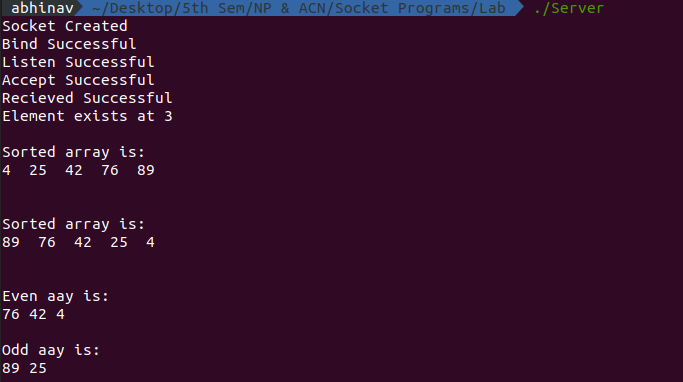 abhinav ~/Desktop/5th Sem/NP & ACN/Socket Programs/Lab ./Server
Socket Created
Bind Successful
Listen Successful
Accept Successful
Recieved Successful
Element exists at 3
Sorted array is:
4 25 42 76 89
Sorted array is:
89 76 42 25 4
Even aay is:
76 42 4
Odd aay is:
89 25